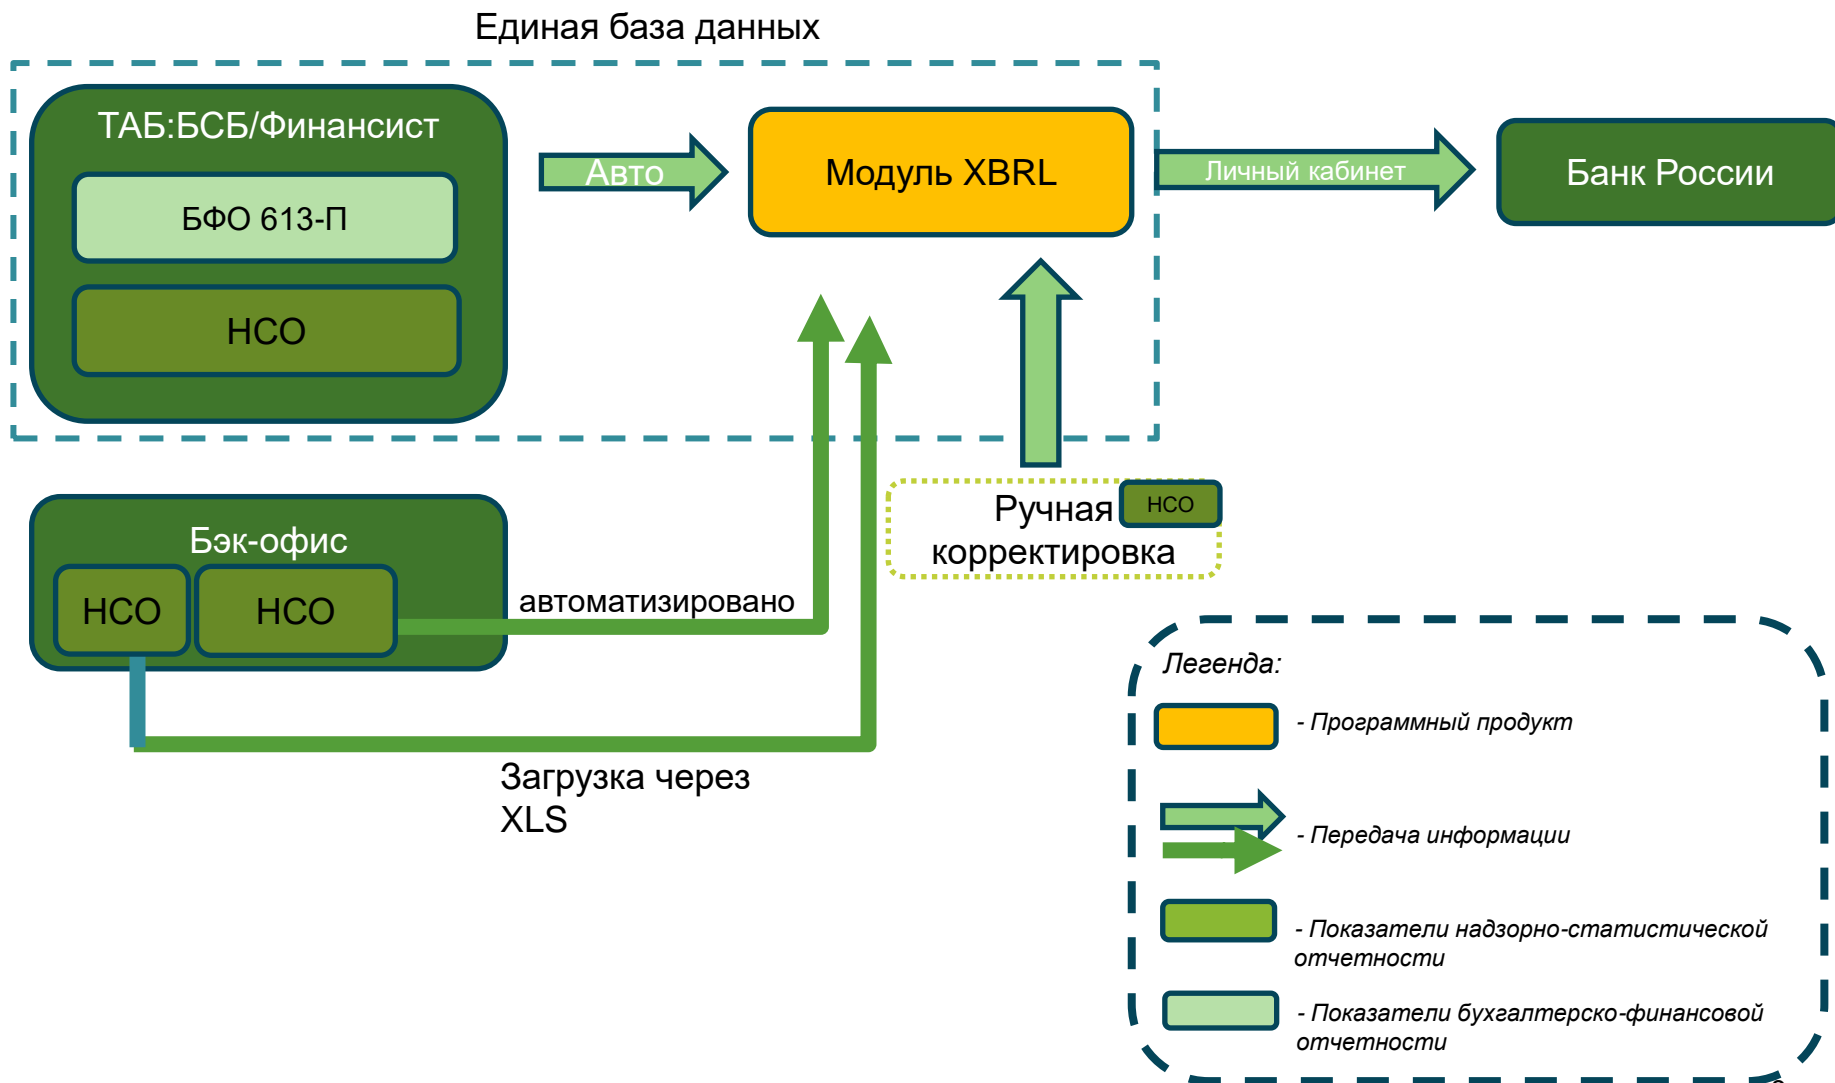 Единая база данных
ТАБ:БСБ/Финансист
БФО 613-П
НСО
Авто
Модуль XBRL
Личный кабинет
Банк России
Бэк-офис
НСО
НСО
автоматизировано
Загрузка через
XLS
Ручная
НСО
корректировка
Легенда:
- Программный продукт
- Передача информации
- Показатели надзорно-статистической
отчетности
- Показатели бухгалтерско-финансовой
отчетности